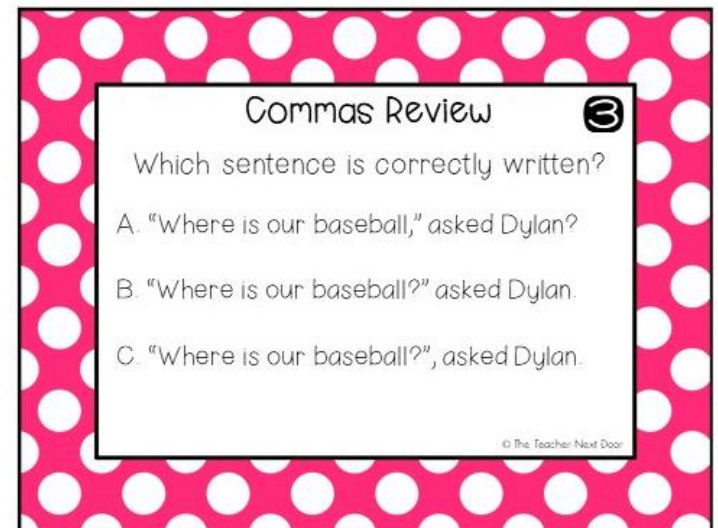 Commas Review 3
Which sentence is correctly written?
A. “Where is our baseball,” asked Dylan?
B. “Where is our baseball?” asked Dylan.
C. “Where is our baseball?”, asked Dylan.
© The Teacher Next Door